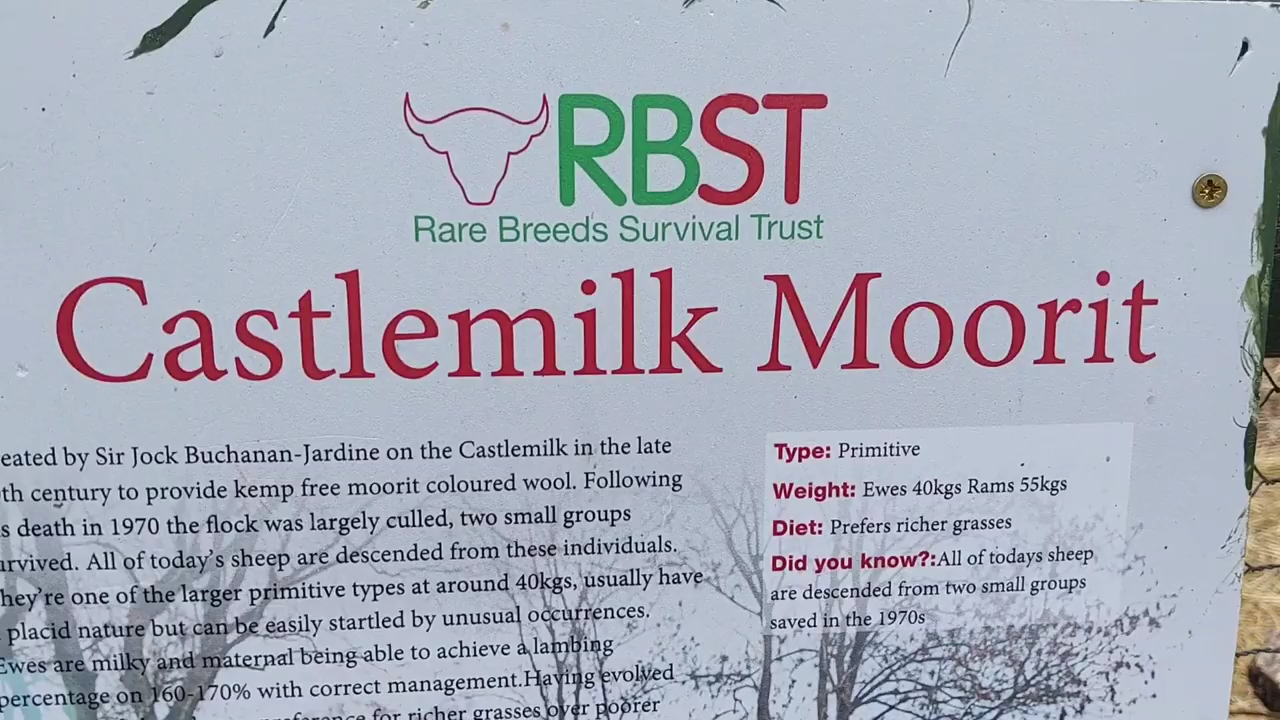 RBST
Rare Breeds Survival Trust
Castlemilk Moorit
eated by Sir Jock Buchanan-Jardine on the Castlemilk in the late
th century to provide kemp free moorit coloured wool. Following
s death in 1970 the flock was largely culled, two small groups
rvived. All of today's sheep are descended from these individuals.
hey're one of the larger primitive types at around 40kgs, usually have
placid nature but can be easily startled by unusual occurrences.
Ewes are milky and maternal being able to achieve a lambing
percentage on 160-170% with correct management.Having evolved
for richer grasses over poorer
Type: Primitive
Weight: Ewes 40kgs Rams 55kgs
Diet: Prefers richer grasses
Did you know?:All of todays sheep
are descended from two small groups
saved in the 1970s